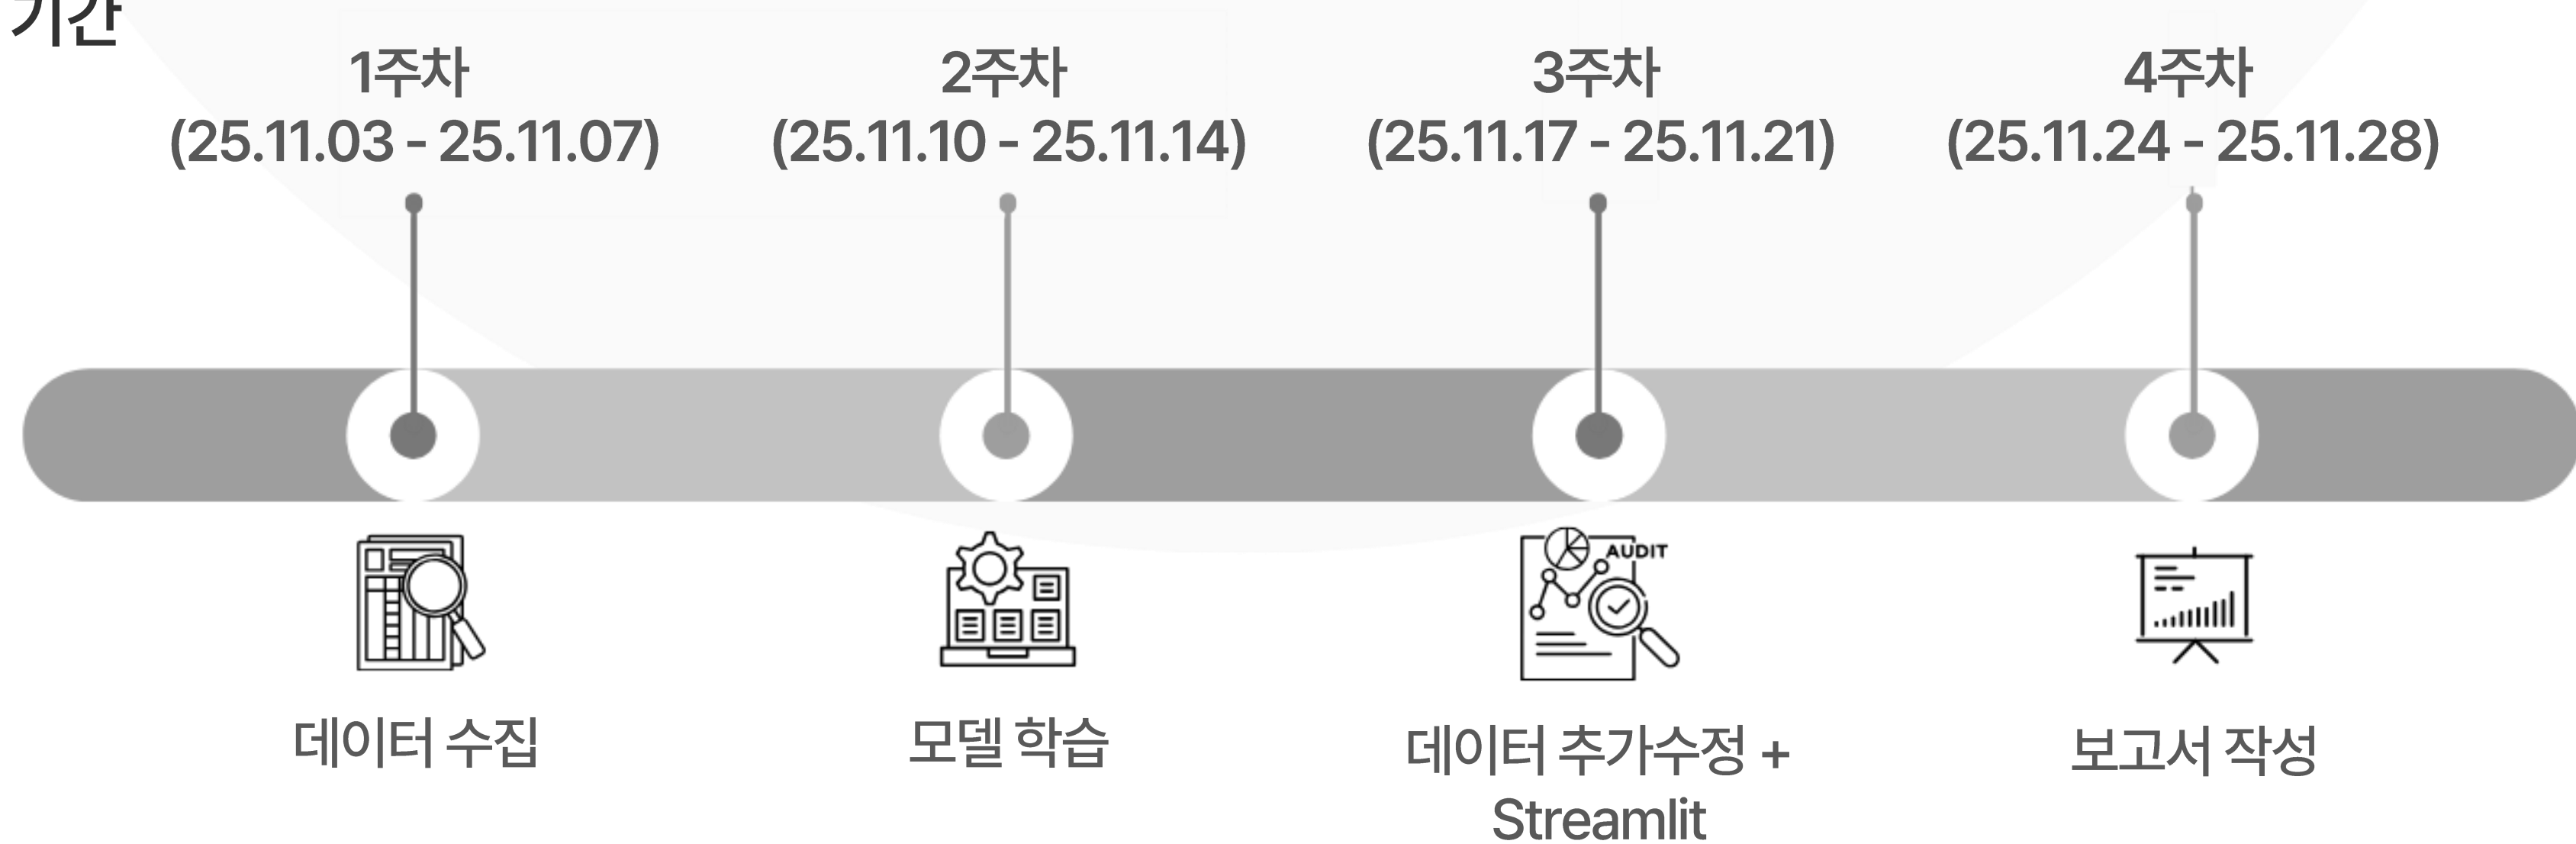 기간
1주차
(25.11.03 - 25.11.07)
2주차
(25.11.10 - 25.11.14)
3주차
(25.11.17 - 25.11.21)
4주차
(25.11.24 - 25.11.28)
AUDIT
데이터 수집
모델 학습
데이터 추가수정 +
Streamlit
보고서 작성